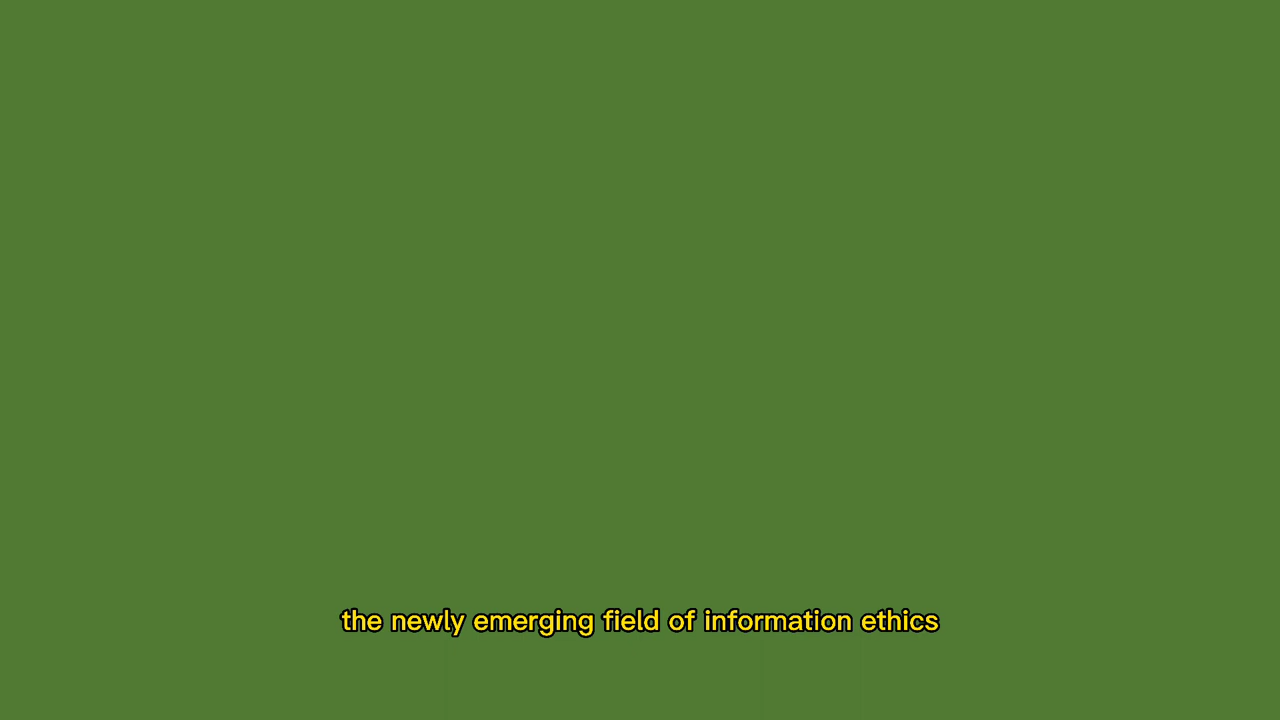 the newly emerging field of information ethics